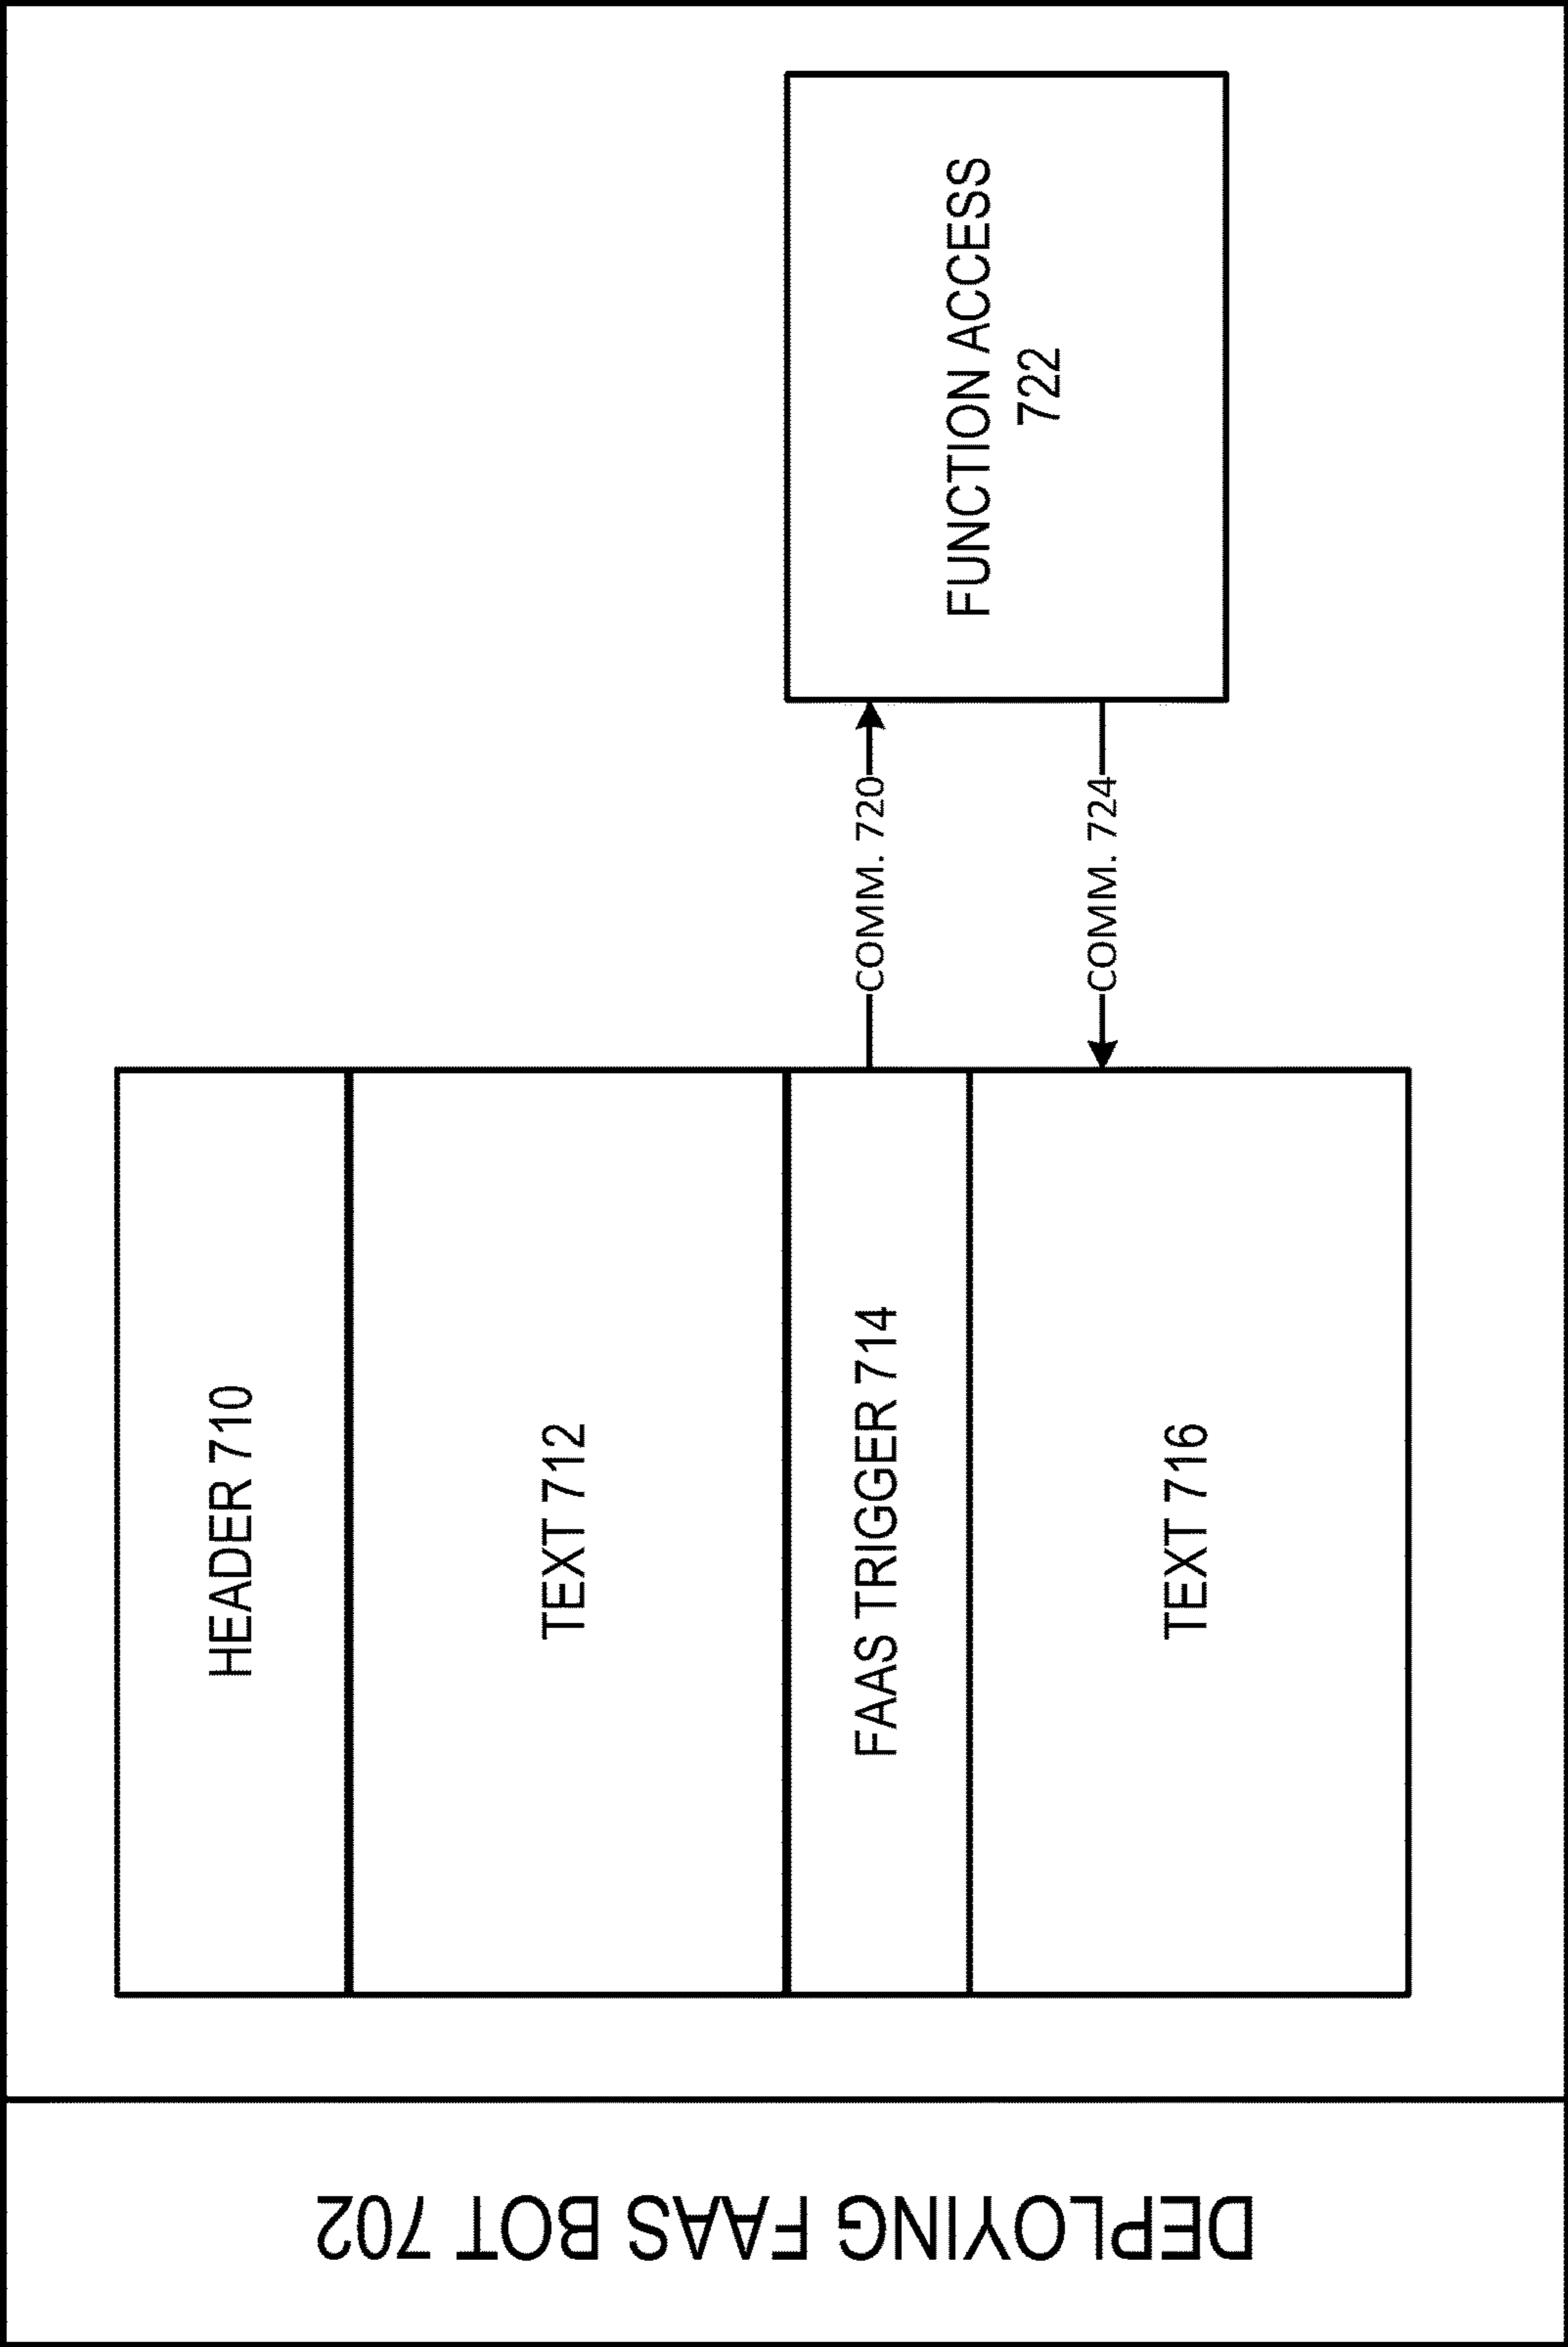 DEPLOYING FAAS BOT 702
HEADER 710
TEXT 712
FAAS TRIGGER 714
TEXT 716
COMM. 720
COMM. 724
FUNCTION ACCESS
722